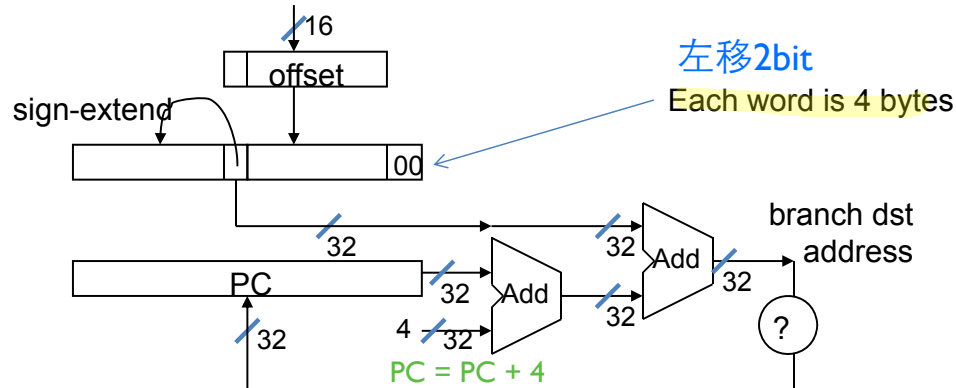 16
offset
左移2bit
Each word is 4 bytes
sign-extend
00
32
32
branch dst
address
Add
32
PC
32
Add
32
4
32
32
?
PC = PC + 4